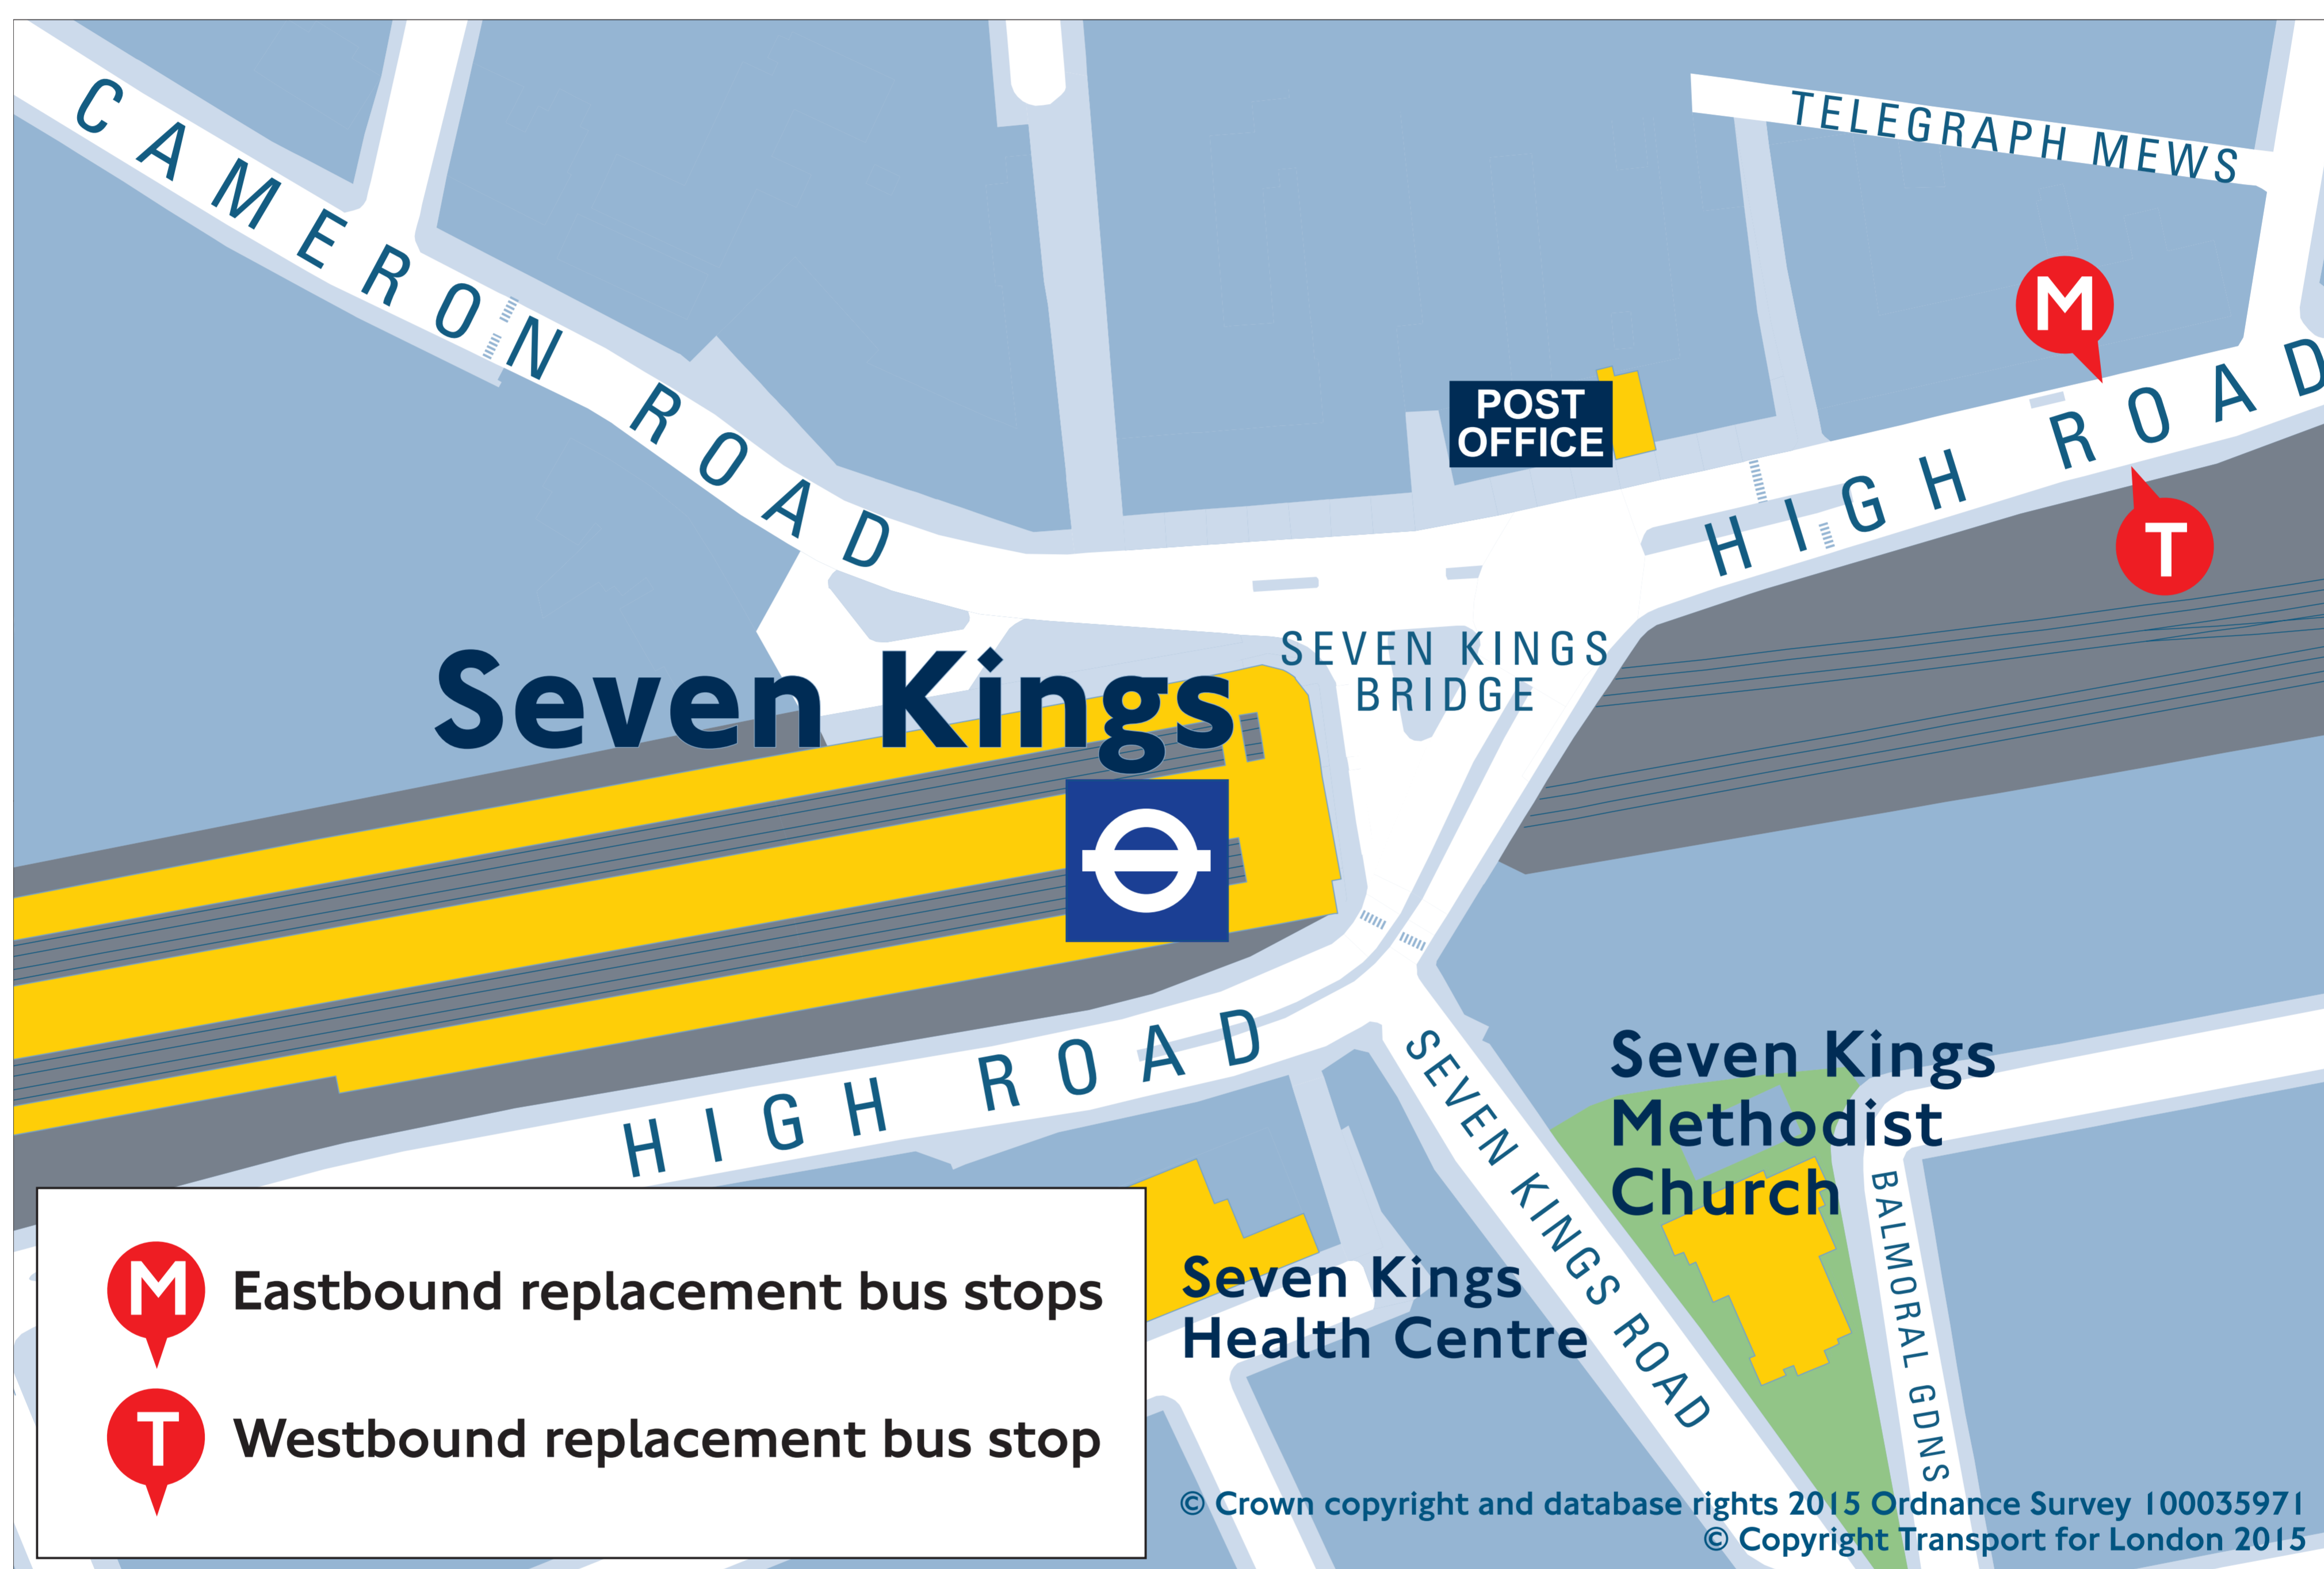 CAMERON ROAD
TELEGRAPH MEWS
M
POST
OFFICE
HIGH ROAD
T
SEVEN KINGS
BRIDGE
Seven Kings
HIGH ROAD
SEVEN KINGS ROAD
Seven Kings
Methodist
Church
BALMORAL GDNS
Seven Kings
Health Centre
M Eastbound replacement bus stops
T Westbound replacement bus stop
© Crown copyright and database rights 2015 Ordnance Survey 100035971
© Copyright Transport for London 2015